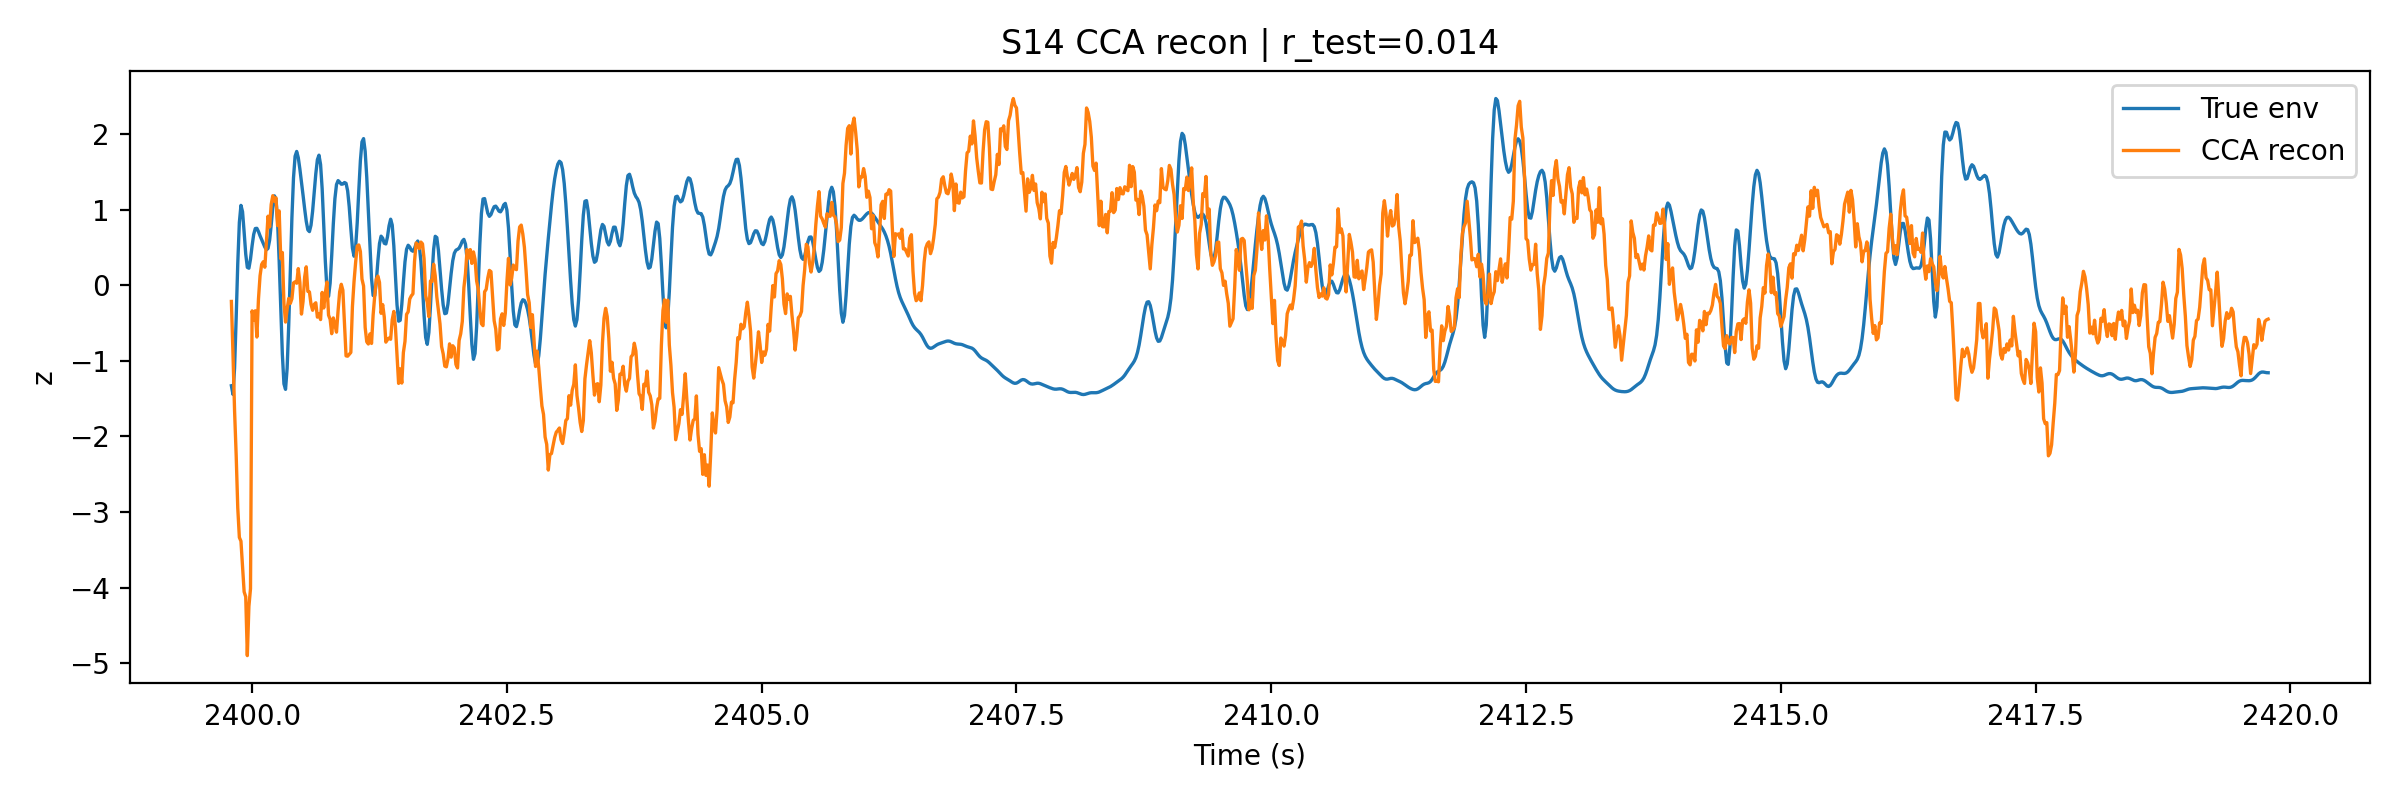 S14 CCA recon | r_test=0.014
True env
CCA recon
z
2
1
0
−1
−2
−3
−4
−5
2400.0 2402.5 2405.0 2407.5 2410.0 2412.5 2415.0 2417.5 2420.0
Time (s)